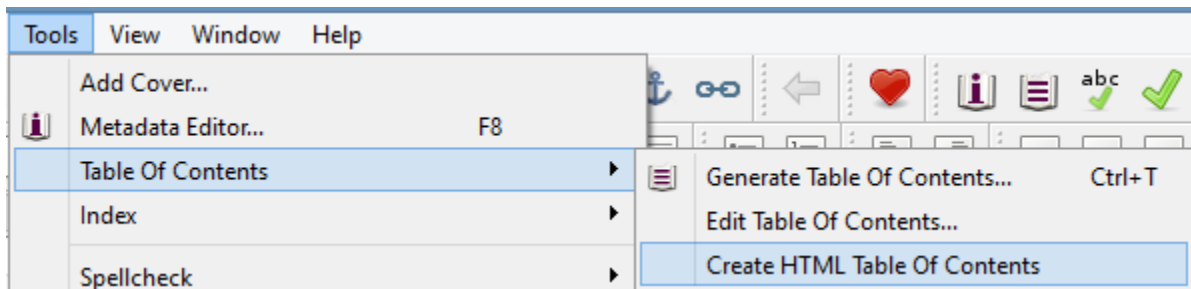 Tools View Window Help
Add Cover...
abc
Metadata Editor... F8
Table Of Contents
Generate Table Of Contents... Ctrl+T
Index
Edit Table Of Contents...
Create HTML Table Of Contents
Spellcheck